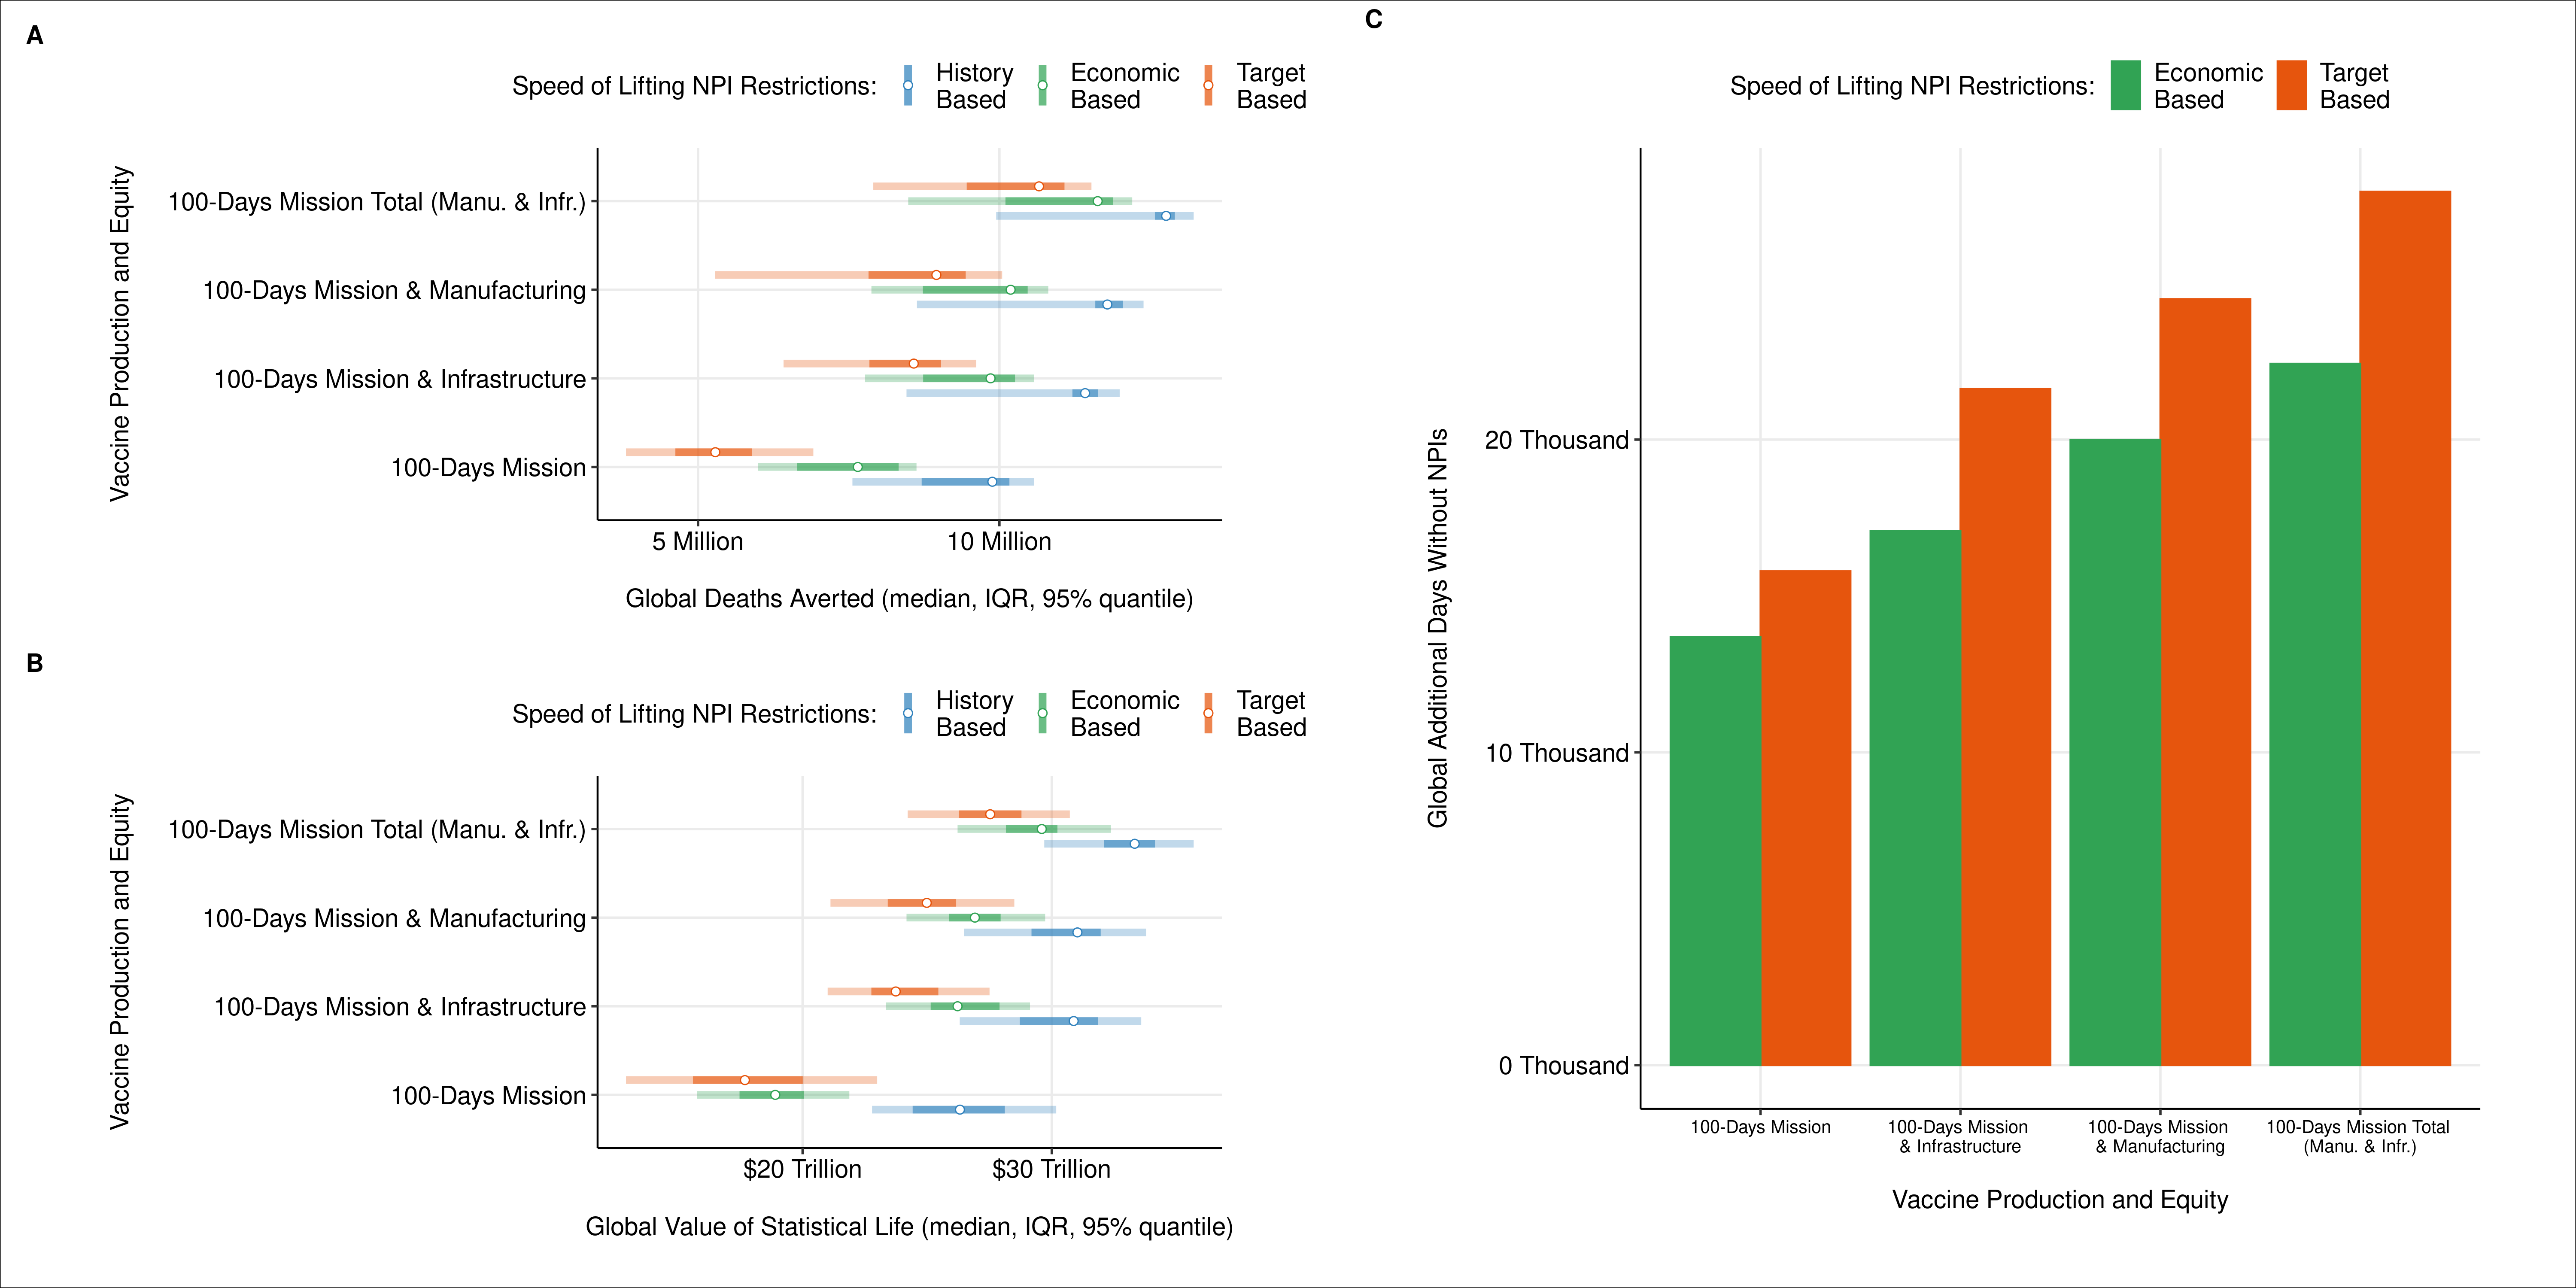 A
Speed of Lifting NPI Restrictions:
History
Based
Economic
Based
Target
Based
Vaccine Production and Equity
100-Days Mission Total (Manu. & Infr.)
100-Days Mission & Manufacturing
100-Days Mission & Infrastructure
100-Days Mission
5 Million
10 Million
Global Deaths Averted (median, IQR, 95% quantile)
B
Speed of Lifting NPI Restrictions:
History
Based
Economic
Based
Target
Based
Vaccine Production and Equity
100-Days Mission Total (Manu. & Infr.)
100-Days Mission & Manufacturing
100-Days Mission & Infrastructure
100-Days Mission
$20 Trillion
$30 Trillion
Global Value of Statistical Life (median, IQR, 95% quantile)
C
Speed of Lifting NPI Restrictions:
Economic
Based
Target
Based
Global Additional Days Without NPIs
20 Thousand
10 Thousand
0 Thousand
100-Days Mission
100-Days Mission
& Infrastructure
100-Days Mission
& Manufacturing
100-Days Mission Total
(Manu. & Infr.)
Vaccine Production and Equity